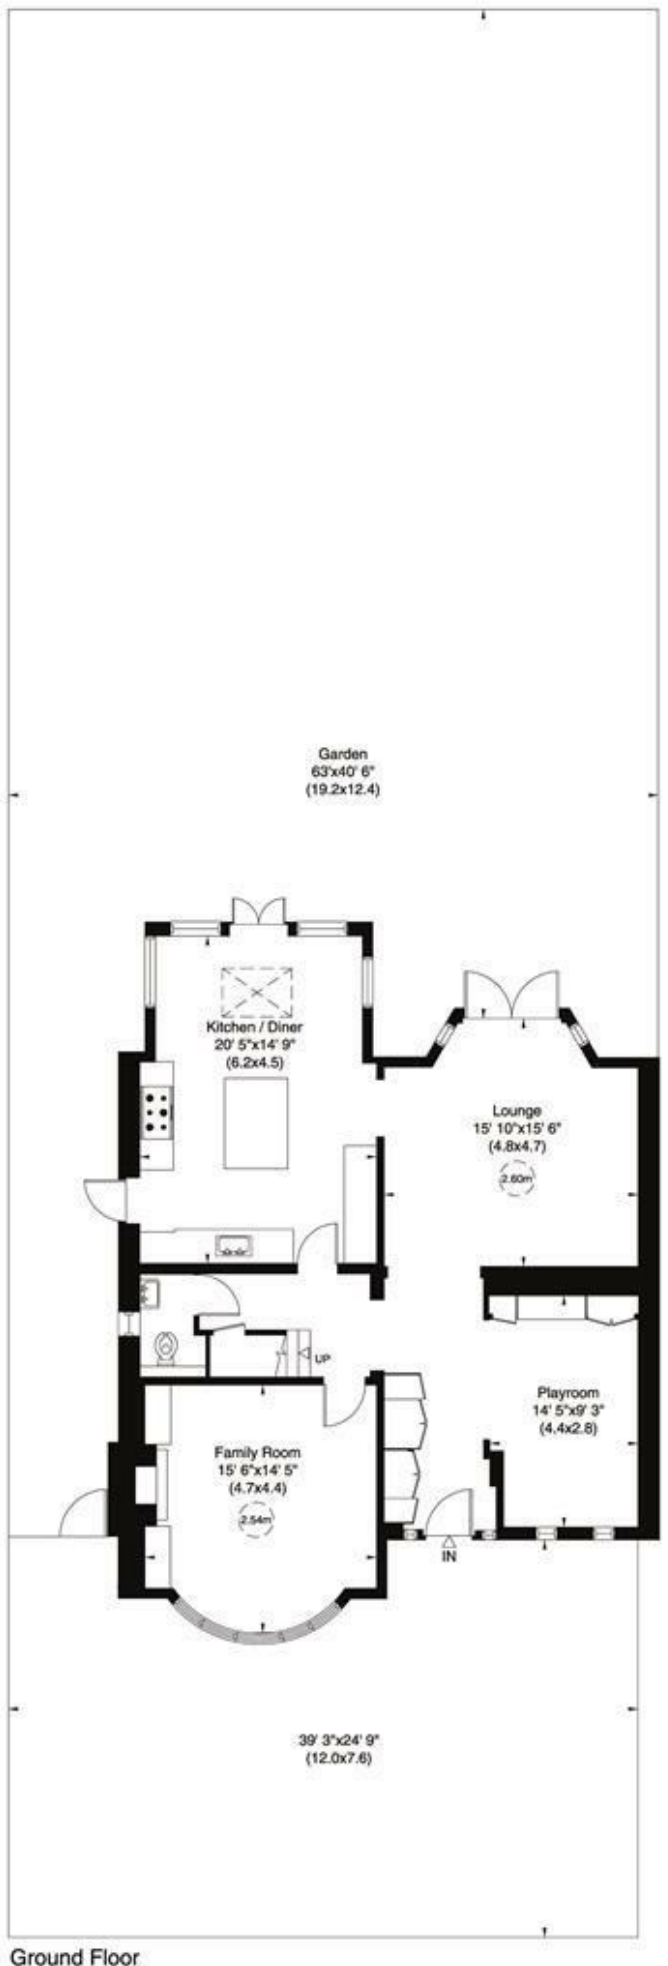 Garden
63'x40' 6"
(19.2x12.4)
Kitchen / Diner
20' 5"x14' 9"
(6.2x4.5)
Lounge
15' 10"x15' 6"
(4.8x4.7)
2.60m
UP
Playroom
14' 5"x9' 3"
(4.4x2.8)
Family Room
15' 6"x14' 5"
(4.7x4.4)
2.54m
IN
39' 3"x24' 9"
(12.0x7.6)
Ground Floor